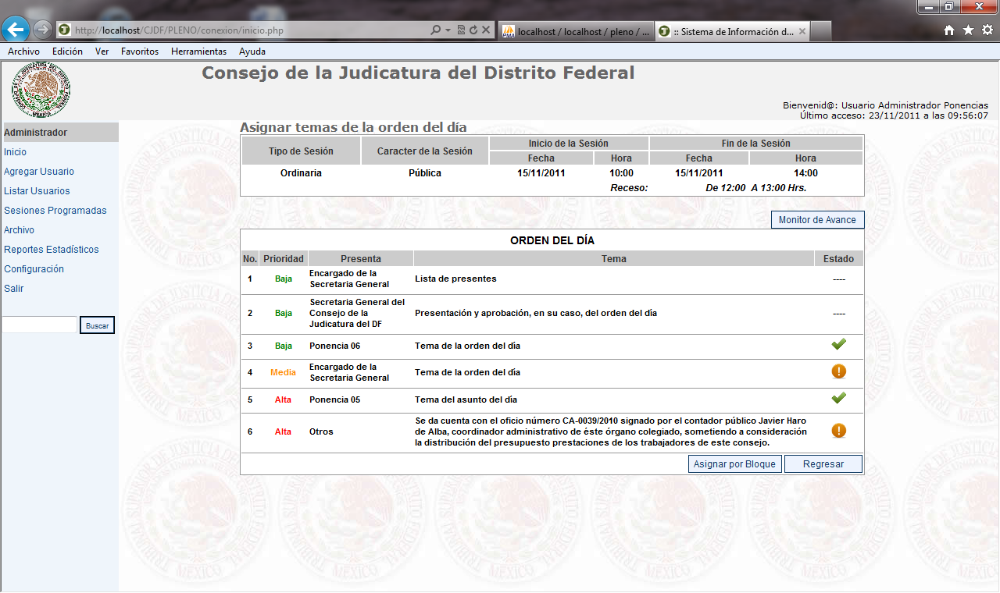 http://localhost/CJDF/PLENO/conexion/inicio.php
localhost / localhost / pleno / ...
:: Sistema de Información d...
Archivo Edición Ver Favoritos Herramientas Ayuda
Consejo de la Judicatura del Distrito Federal
Bienvenid@: Usuario Administrador Ponencias
Último acceso: 23/11/2011 a las 09:56:07
Administrador
Inicio
Agregar Usuario
Listar Usuarios
Sesiones Programadas
Archivo
Reportes Estadísticos
Configuración
Salir
Buscar
Asignar temas de la orden del día
Tipo de Sesión Caracter de la Sesión Inicio de la Sesión Fin de la Sesión
Fecha Hora Fecha Hora
Ordinaria Pública 15/11/2011 10:00 15/11/2011 14:00
Receso: De 12:00 A 13:00 Hrs.
Monitor de Avance
ORDEN DEL DÍA
No. Prioridad Presenta Tema Estado
1 Baja Encargado de la Secretaria General Lista de presentes ----
2 Baja Secretaria General del Consejo de la Judicatura del DF Presentación y aprobación, en su caso, del orden del día ----
3 Baja Ponencia 06 Tema de la orden del día
4 Media Encargado de la Secretaria General Tema de la orden del día
5 Alta Ponencia 05 Tema del asunto del día
6 Alta Otros Se da cuenta con el oficio número CA-0039/2010 signado por el contador público Javier Haro
de Alba, coordinador administrativo de éste órgano colegiado, sometiendo a consideración
la distribución del presupuesto prestaciones de los trabajadores de este consejo.
Asignar por Bloque Regresar